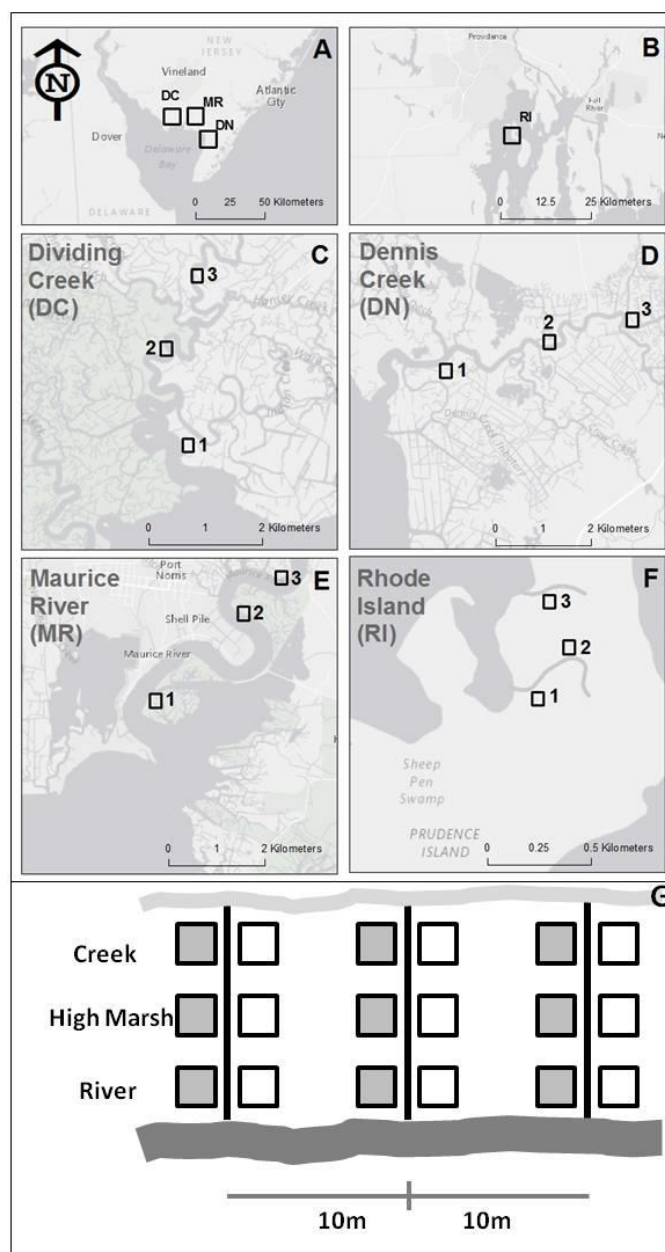 N
A
NEW
JERSEY
Vineland
DC
MR
Atlantic
City
DN
Dover
Delaware
Bay
0 25 50 Kilometers
DELAWARE
B
Providence
Fall
River
RI
0 12.5 25 Kilometers
Dividing
Creek
(DC)
C
3
2
1
0 1 2 Kilometers
Dennis
Creek
(DN)
D
3
2
1
Dennis Creek Tributary
0 1 2 Kilometers
Maurice
River
(MR)
E
Port
Norris
3
Shell Pile
2
Maurice River
1
0 1 2 Kilometers
Rhode
Island
(RI)
F
3
2
1
Sheep
Pen
Swamp
PRUDENCE
ISLAND
0 0.25 0.5 Kilometers
G
Creek
High Marsh
River
10m 10m